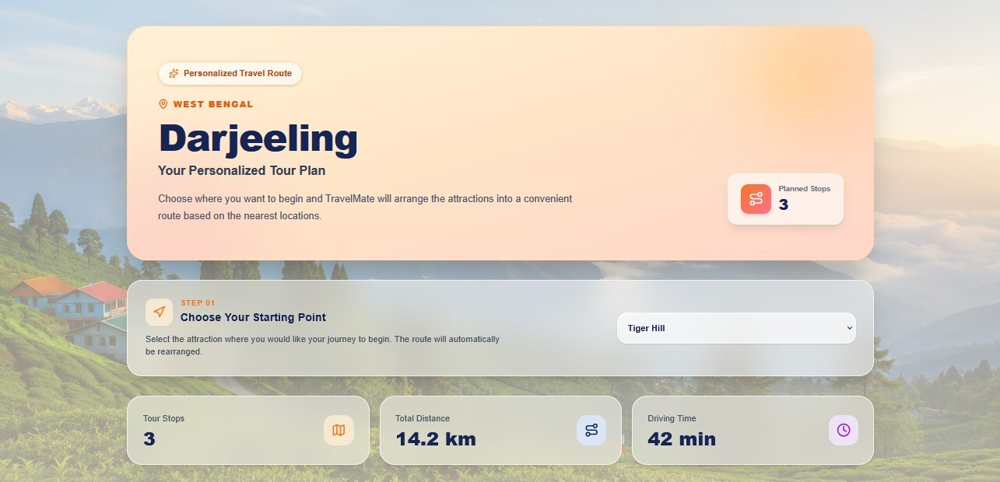 Personalized Travel Route
WEST BENGAL
Darjeeling
Your Personalized Tour Plan
Choose where you want to begin and TravelMate will arrange the attractions into a convenient
route based on the nearest locations.
Planned Stops
3
STEP 01
Choose Your Starting Point
Select the attraction where you would like your journey to begin. The route will automatically
be rearranged.
Tiger Hill
Tour Stops
3
Total Distance
14.2 km
Driving Time
42 min